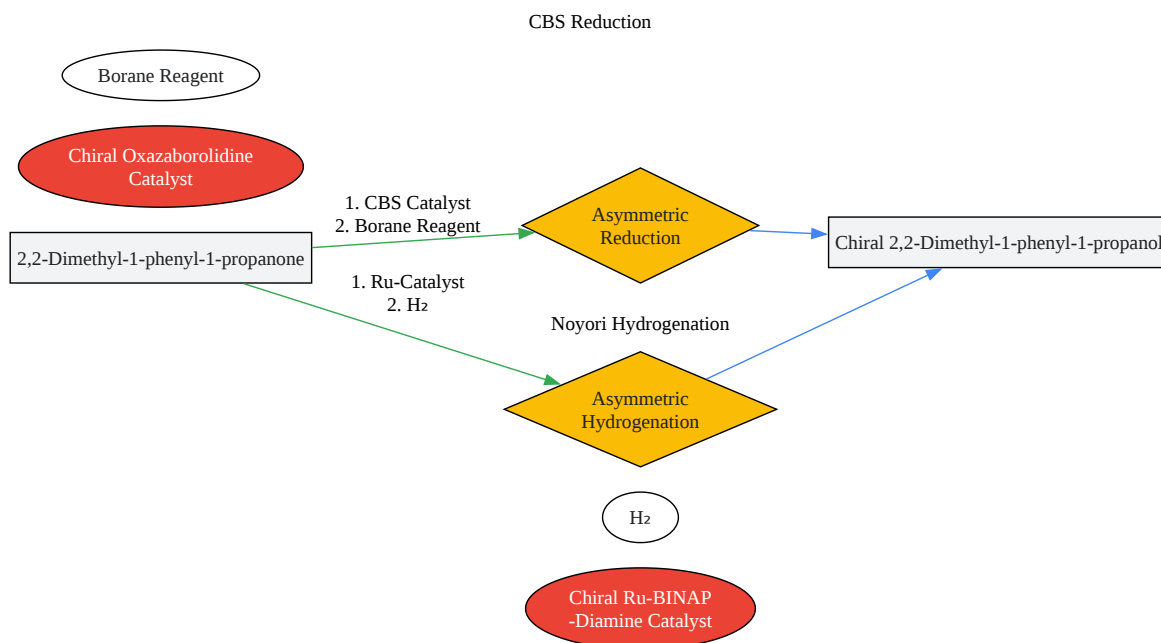 CBS Reduction
Borane Reagent
Chiral Oxazaborolidine
Catalyst
1. CBS Catalyst
2. Borane Reagent
Asymmetric
Reduction
2,2-Dimethyl-1-phenyl-1-propanone
Chiral 2,2-Dimethyl-1-phenyl-1-propanol
1. Ru-Catalyst
2. H₂
Noyori Hydrogenation
Asymmetric
Hydrogenation
H₂
Chiral Ru-BINAP
-Diamine Catalyst